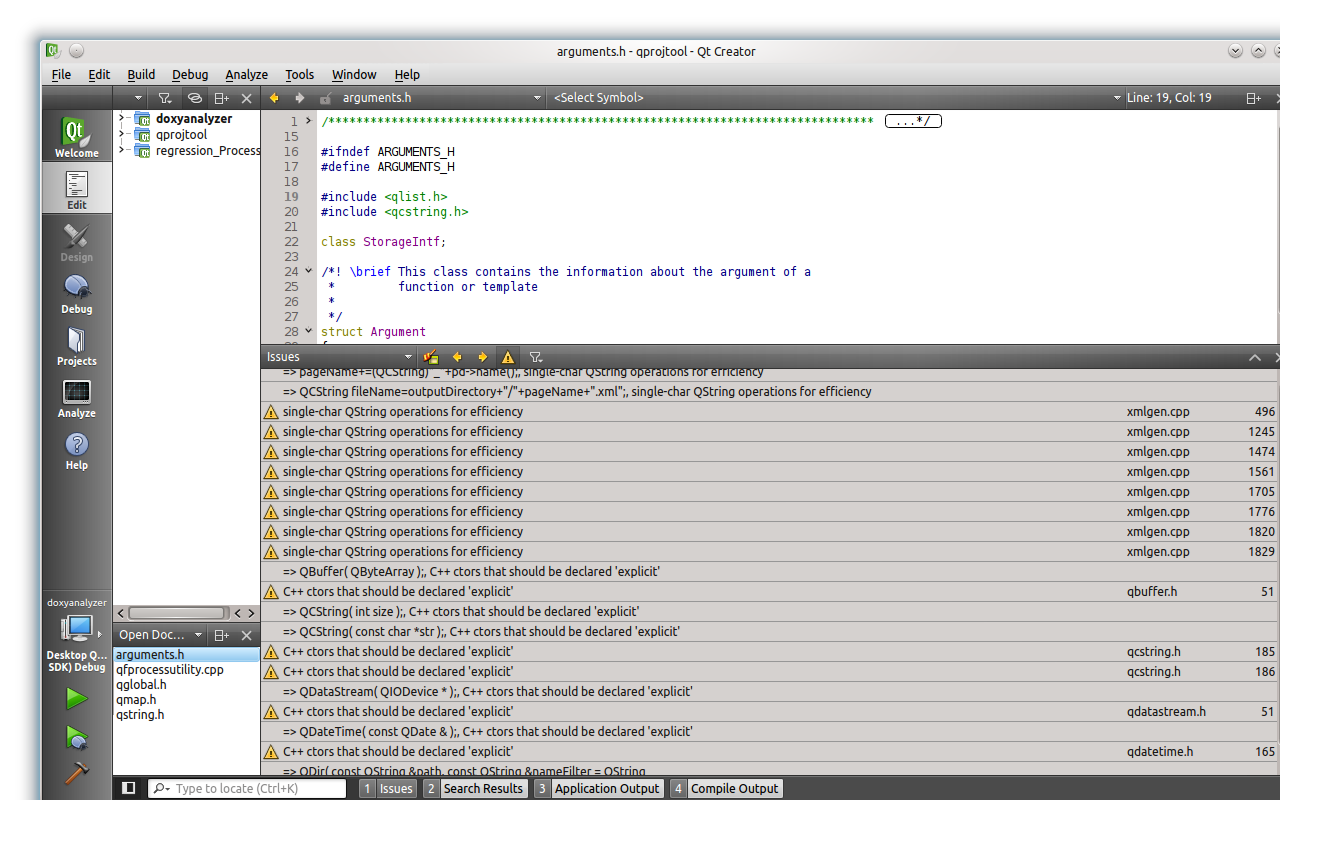 arguments.h - qprojtool - Qt Creator
File Edit Build Debug Analyze Tools Window Help
arguments.h <Select Symbol> Line: 19, Col: 19
Welcome
Edit
Design
Debug
Projects
Analyze
Help
doxyanalyzer
Desktop Q...
SDK) Debug
doxyanalyzer
qprojtool
regression_Process
Open Doc...
arguments.h
qfprocessutility.cpp
qglobal.h
qmap.h
qstring.h
1 /******************************************************************************* ...*/
15
16 #ifndef ARGUMENTS_H
17 #define ARGUMENTS_H
18
19 #include <qlist.h>
20 #include <qcstring.h>
21
22 class StorageIntf;
23
24 /*! \brief This class contains the information about the argument of a
25 * function or template
26 *
27 */
28 struct Argument
Issues
=> pageName+=(QCString)"_"+pd->name();, single-char QString operations for efficiency
=> QCString fileName=outputDirectory+"/"+pageName+".xml";, single-char QString operations for efficiency
single-char QString operations for efficiency xmlgen.cpp 496
single-char QString operations for efficiency xmlgen.cpp 1245
single-char QString operations for efficiency xmlgen.cpp 1474
single-char QString operations for efficiency xmlgen.cpp 1561
single-char QString operations for efficiency xmlgen.cpp 1705
single-char QString operations for efficiency xmlgen.cpp 1776
single-char QString operations for efficiency xmlgen.cpp 1820
single-char QString operations for efficiency xmlgen.cpp 1829
=> QBuffer( QByteArray );, C++ ctors that should be declared 'explicit'
C++ ctors that should be declared 'explicit' qbuffer.h 51
=> QCString( int size );, C++ ctors that should be declared 'explicit'
=> QCString( const char *str );, C++ ctors that should be declared 'explicit'
C++ ctors that should be declared 'explicit' qcstring.h 185
C++ ctors that should be declared 'explicit' qcstring.h 186
=> QDataStream( QIODevice * );, C++ ctors that should be declared 'explicit'
C++ ctors that should be declared 'explicit' qdatastream.h 51
=> QDateTime( const QDate & );, C++ ctors that should be declared 'explicit'
C++ ctors that should be declared 'explicit' qdatetime.h 165
=> QDir( const QString &path, const QString &nameFilter = QString
Type to locate (Ctrl+K) 1 Issues 2 Search Results 3 Application Output 4 Compile Output